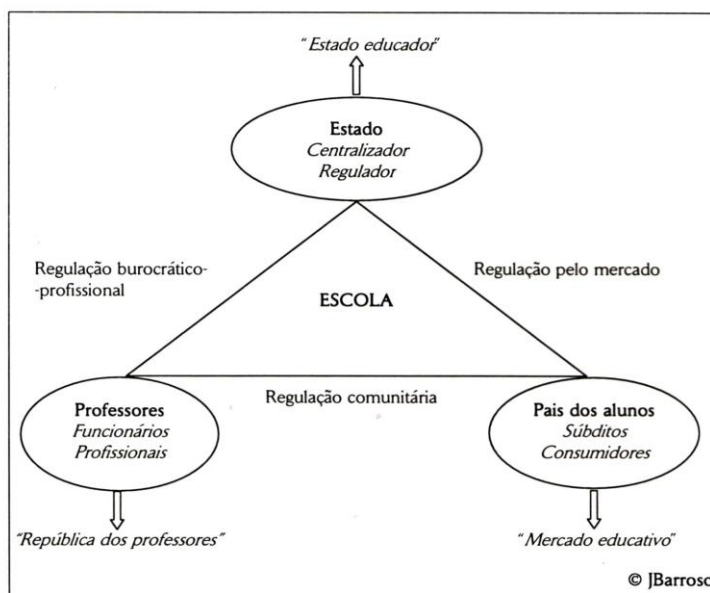 "Estado educador"
Estado
Centralizador
Regulador
Regulação burocrático-
-profissional
Regulação pelo mercado
ESCOLA
Regulação comunitária
Professores
Funcionários
Profissionais
Pais dos alunos
Súbditos
Consumidores
"República dos professores"
"Mercado educativo"
© JBarroso